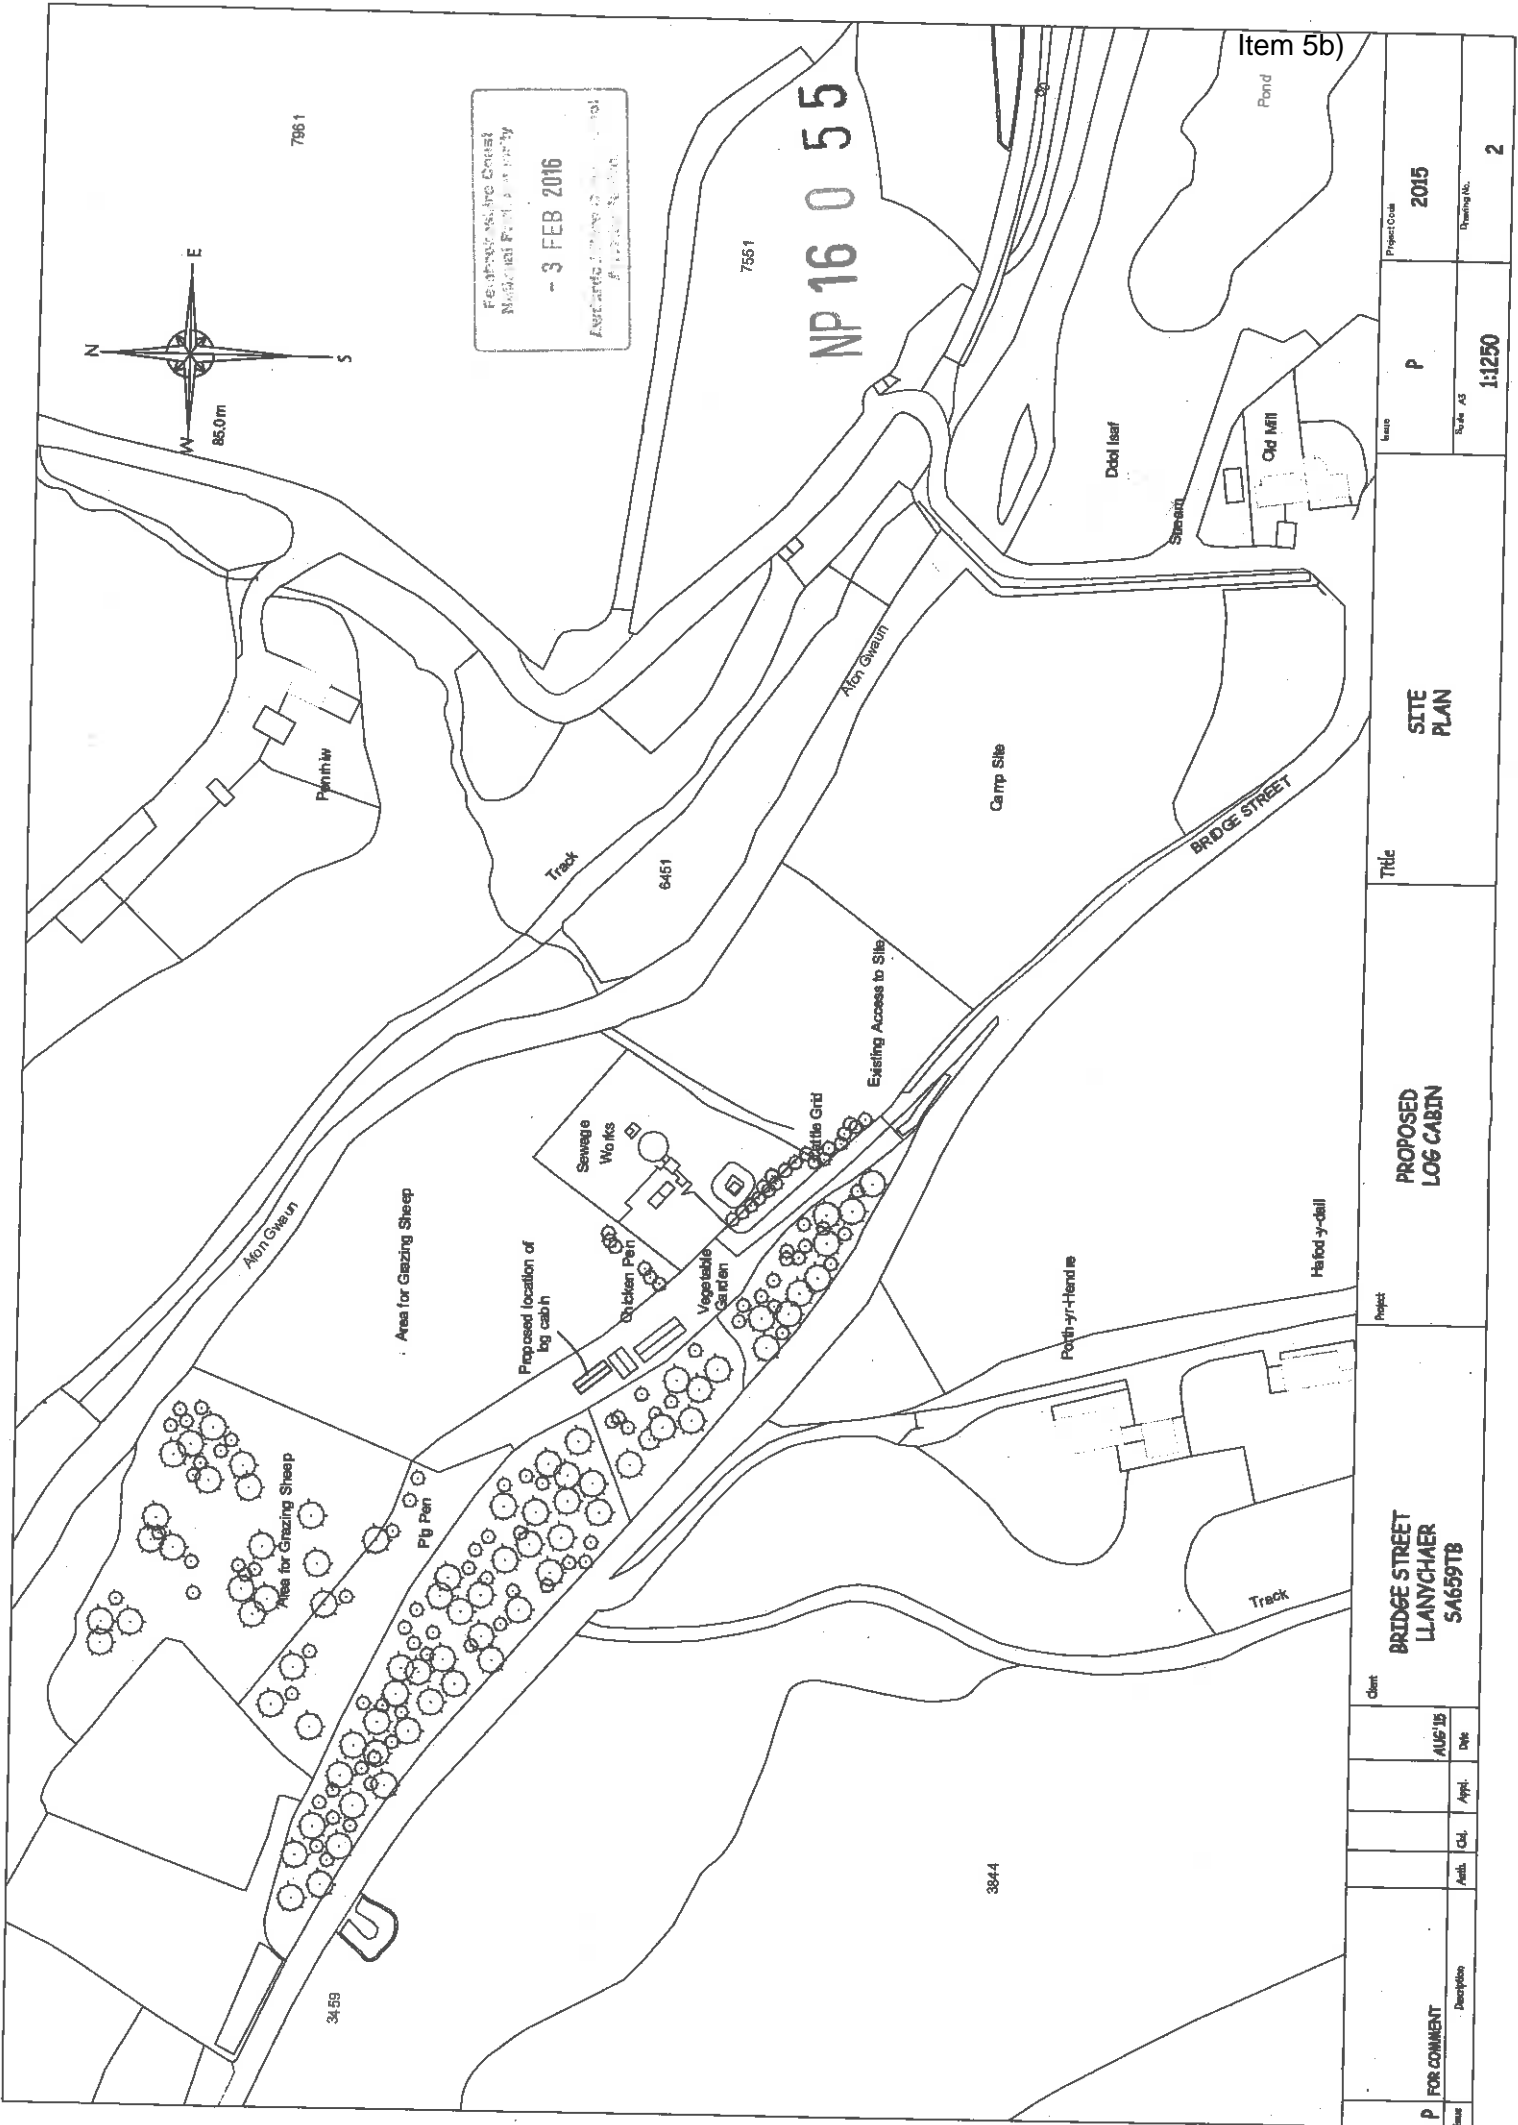 Item 5b)
7961
- 3 FEB 2016
7551
NP 16 0 55
N
E
S
W
85.0m
Pond
Ddol Isaf
Stream
Old Mill
Penrhiw
Track
6451
Afon Gwaun
Camp Site
BRIDGE STREET
Existing Access to Site
Sewage
Works
Cattle Grid
Afon Gwaun
Area for Grazing Sheep
Proposed location of
log cabin
Chicken Pen
Vegetable
Garden
Porth-yr-Hendre
Hafod-y-dail
Area for Grazing Sheep
Pig Pen
Track
3844
3459
P
FOR COMMENT
AUG'15
Issue
Description
Auth.
Chkd.
Appd.
Date
Client
BRIDGE STREET
LLANYCHAER
SA659TB
Project
PROPOSED
LOG CABIN
Title
SITE
PLAN
Issue
P
Project Code
2015
Scale A3
1:1250
Drawing No.
2